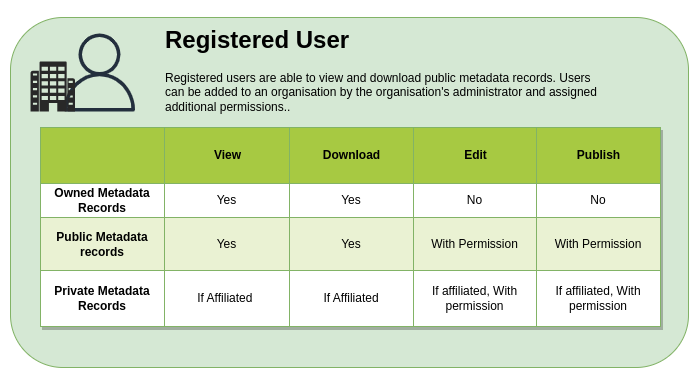 Registered User
Registered users are able to view and download public metadata records. Users
can be added to an organisation by the organisation's administrator and assigned
additional permissions..
View Download Edit Publish
Owned Metadata
Records
Yes Yes No No
Public Metadata
records
Yes Yes With Permission With Permission
Private Metadata
Records
If Affiliated If Affiliated
If affiliated, With
permission
If affiliated, With
permission